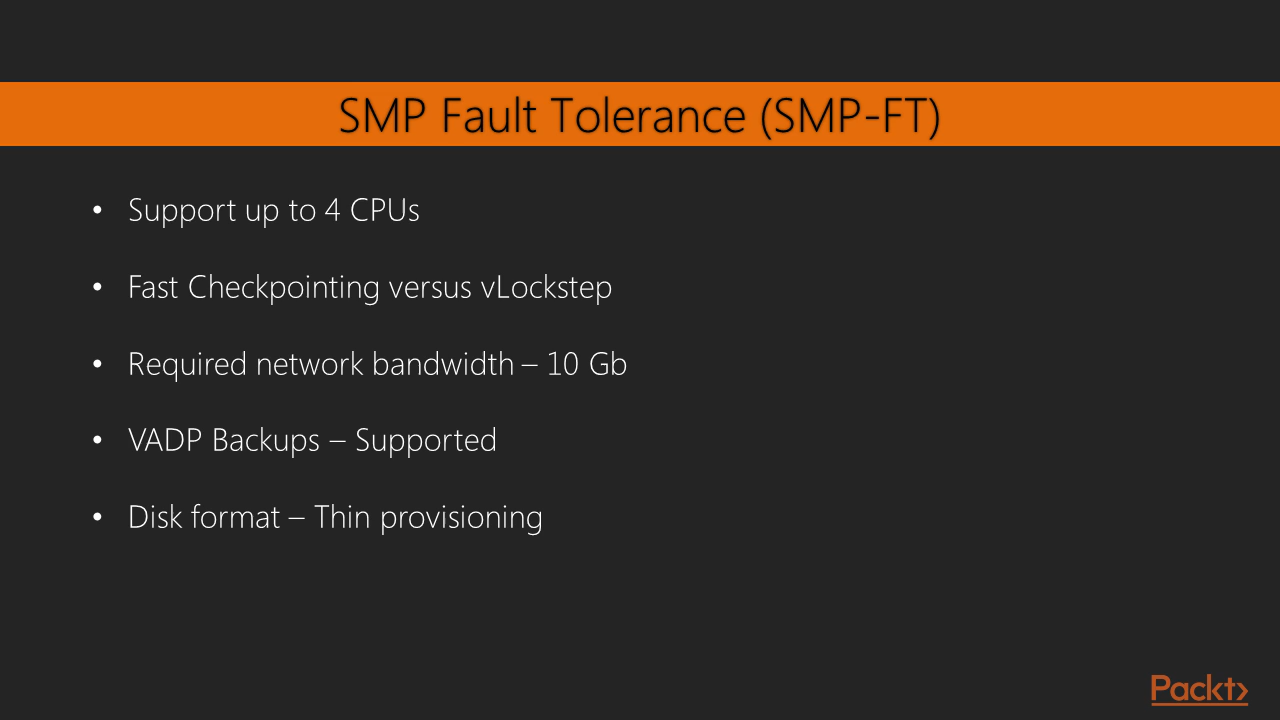 SMP Fault Tolerance (SMP-FT)
• Support up to 4 CPUs
• Fast Checkpointing versus vLockstep
• Required network bandwidth – 10 Gb
• VADP Backups – Supported
• Disk format – Thin provisioning
Packt>